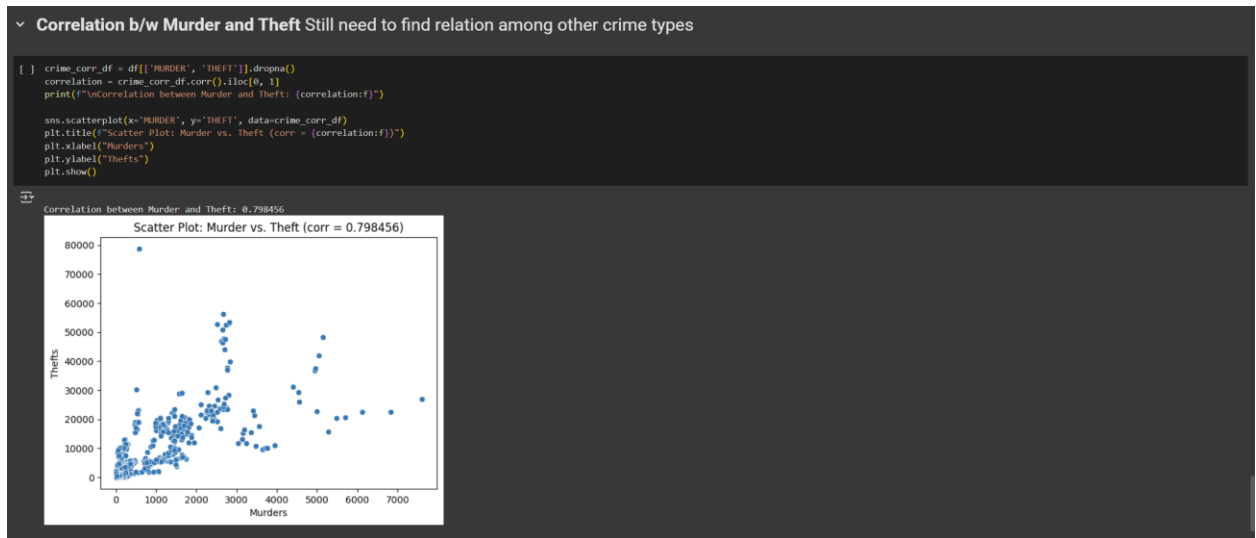 Correlation b/w Murder and Theft Still need to find relation among other crime types
[ ] crime_corr_df = df[['MURDER', 'THEFT']].dropna()
correlation = crime_corr_df.corr().iloc[0, 1]
print(f"\nCorrelation between Murder and Theft: {correlation:f}")
sns.scatterplot(x='MURDER', y='THEFT', data=crime_corr_df)
plt.title(f"Scatter Plot: Murder vs. Theft (corr = {correlation:f})")
plt.xlabel("Murders")
plt.ylabel("Thefts")
plt.show()
Correlation between Murder and Theft: 0.798456
Scatter Plot: Murder vs. Theft (corr = 0.798456)
80000
70000
60000
50000
40000
30000
20000
10000
0
Thefts
0 1000 2000 3000 4000 5000 6000 7000
Murders